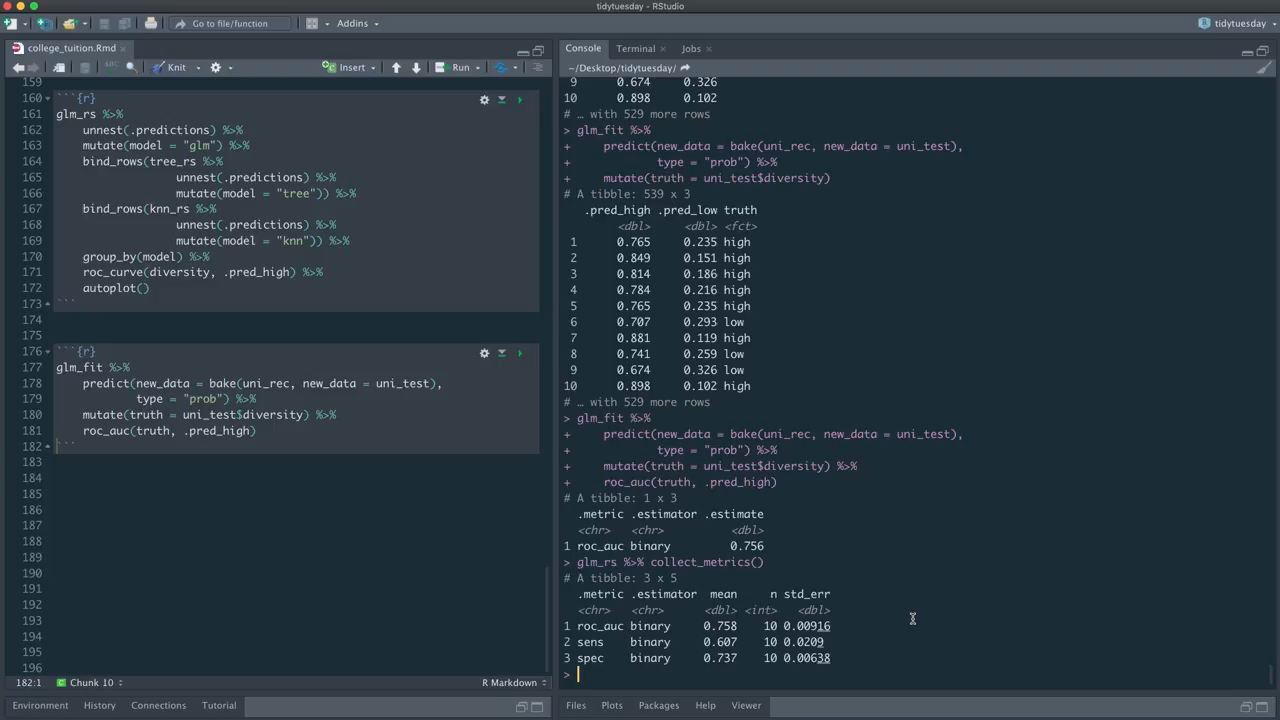 tidytuesday - RStudio
Go to file/function
Addins
tidytuesday
college_tuition.Rmd
Knit
Insert
Run
159
160 ```{r}
161 glm_rs %>%
162 unnest(.predictions) %>%
163 mutate(model = "glm") %>%
164 bind_rows(tree_rs %>%
165 unnest(.predictions) %>%
166 mutate(model = "tree")) %>%
167 bind_rows(knn_rs %>%
168 unnest(.predictions) %>%
169 mutate(model = "knn")) %>%
170 group_by(model) %>%
171 roc_curve(diversity, .pred_high) %>%
172 autoplot()
173 ```
174
175
176 ```{r}
177 glm_fit %>%
178 predict(new_data = bake(uni_rec, new_data = uni_test),
179 type = "prob") %>%
180 mutate(truth = uni_test$diversity) %>%
181 roc_auc(truth, .pred_high)
182 ```
183
184
185
186
187
188
189
190
191
192
193
194
195
196
182:1 Chunk 10 R Markdown
Environment History Connections Tutorial
Console Terminal Jobs
~/Desktop/tidytuesday/
9 0.674 0.326
10 0.898 0.102
# … with 529 more rows
> glm_fit %>%
+ predict(new_data = bake(uni_rec, new_data = uni_test),
+ type = "prob") %>%
+ mutate(truth = uni_test$diversity)
# A tibble: 539 x 3
.pred_high .pred_low truth
<dbl> <dbl> <fct>
1 0.765 0.235 high
2 0.849 0.151 high
3 0.814 0.186 high
4 0.784 0.216 high
5 0.765 0.235 high
6 0.707 0.293 low
7 0.881 0.119 high
8 0.741 0.259 low
9 0.674 0.326 low
10 0.898 0.102 high
# … with 529 more rows
> glm_fit %>%
+ predict(new_data = bake(uni_rec, new_data = uni_test),
+ type = "prob") %>%
+ mutate(truth = uni_test$diversity) %>%
+ roc_auc(truth, .pred_high)
# A tibble: 1 x 3
.metric .estimator .estimate
<chr> <chr> <dbl>
1 roc_auc binary 0.756
> glm_rs %>% collect_metrics()
# A tibble: 3 x 5
.metric .estimator mean n std_err
<chr> <chr> <dbl> <int> <dbl>
1 roc_auc binary 0.758 10 0.00916
2 sens binary 0.607 10 0.0209
3 spec binary 0.737 10 0.00638
>
Files Plots Packages Help Viewer